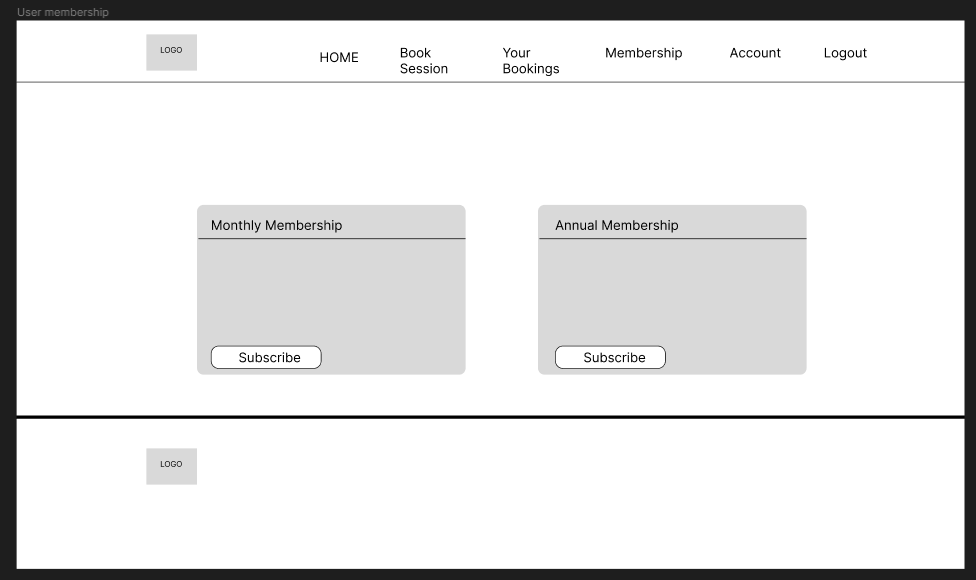 User membership
LOGO
HOME
Book
Session
Your
Bookings
Membership
Account
Logout
Monthly Membership
Subscribe
Annual Membership
Subscribe
LOGO